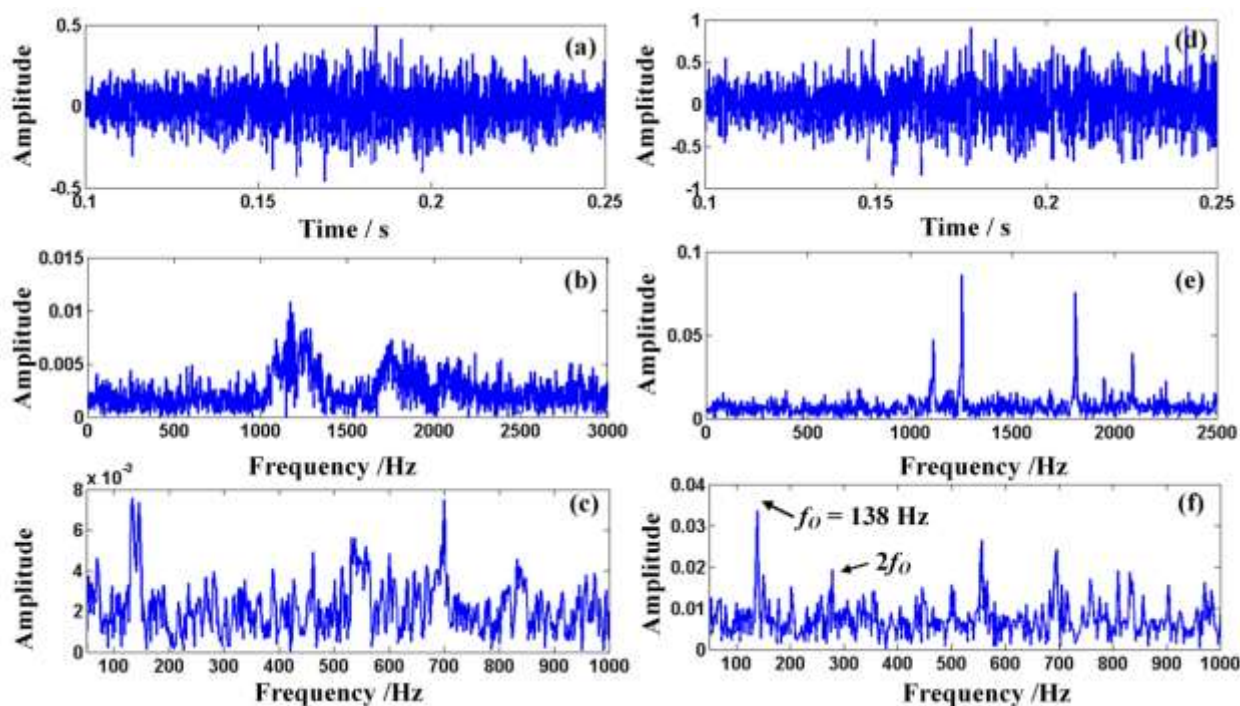 0.5
0
-0.5
Amplitude
(a)
0.1 0.15 0.2 0.25
Time / s
1
0.5
0
-0.5
-1
Amplitude
(d)
0.1 0.15 0.2 0.25
Time / s
0.015
0.01
0.005
0
Amplitude
(b)
0 500 1000 1500 2000 2500 3000
Frequency /Hz
0.1
0.05
0
Amplitude
(e)
0 500 1000 1500 2000 2500
Frequency /Hz
x 10⁻³
8
6
4
2
0
Amplitude
(c)
100 200 300 400 500 600 700 800 900 1000
Frequency /Hz
0.04
0.03
0.02
0.01
0
Amplitude
(f)
fO = 138 Hz
2fO
100 200 300 400 500 600 700 800 900 1000
Frequency /Hz